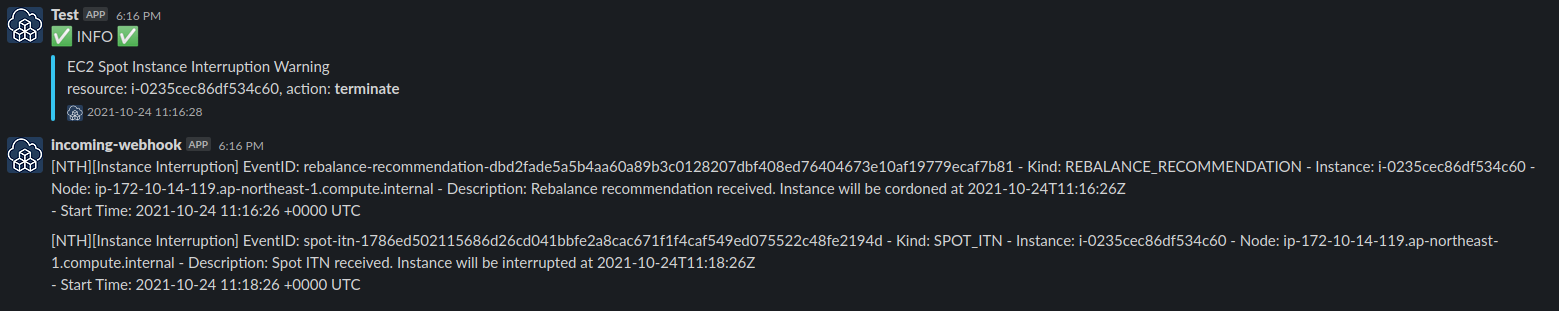 Test APP 6:16 PM
✅ INFO ✅
EC2 Spot Instance Interruption Warning
resource: i-0235cec86df534c60, action: terminate
2021-10-24 11:16:28
incoming-webhook APP 6:16 PM
[NTH][Instance Interruption] EventID: rebalance-recommendation-dbd2fade5a5b4aa60a89b3c0128207dbf408ed76404673e10af19779ecaf7b81 - Kind: REBALANCE_RECOMMENDATION - Instance: i-0235cec86df534c60 -
Node: ip-172-10-14-119.ap-northeast-1.compute.internal - Description: Rebalance recommendation received. Instance will be cordoned at 2021-10-24T11:16:26Z
- Start Time: 2021-10-24 11:16:26 +0000 UTC
[NTH][Instance Interruption] EventID: spot-itn-1786ed502115686d26cd041bbfe2a8cac671f1f4caf549ed075522c48fe2194d - Kind: SPOT_ITN - Instance: i-0235cec86df534c60 - Node: ip-172-10-14-119.ap-northeast-
1.compute.internal - Description: Spot ITN received. Instance will be interrupted at 2021-10-24T11:18:26Z
- Start Time: 2021-10-24 11:18:26 +0000 UTC